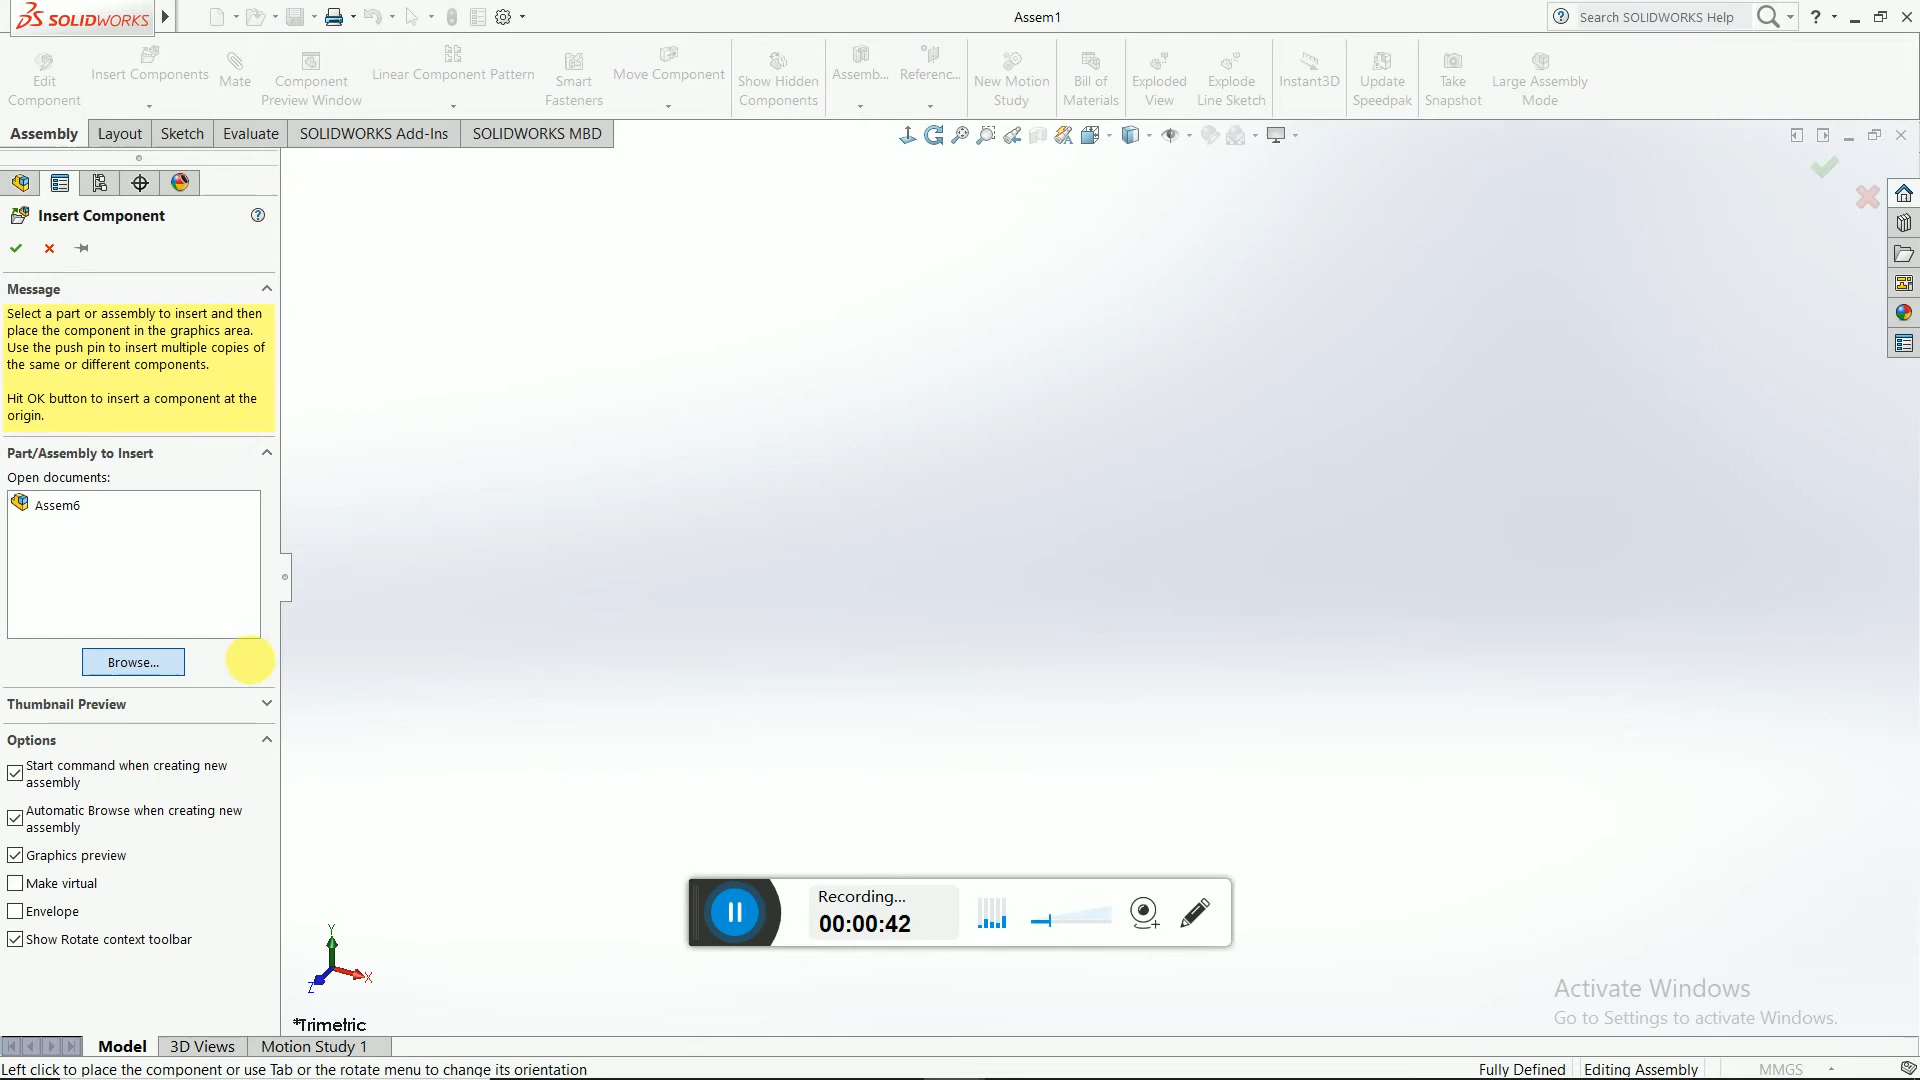 SOLIDWORKS
Assem1
Search SOLIDWORKS Help
?
Edit
Component
Insert Components
Mate
Component
Preview Window
Linear Component Pattern
Smart
Fasteners
Move Component
Show Hidden
Components
Assemb...
Referenc...
New Motion
Study
Bill of
Materials
Exploded
View
Explode
Line Sketch
Instant3D
Update
Speedpak
Take
Snapshot
Large Assembly
Mode
Assembly
Layout
Sketch
Evaluate
SOLIDWORKS Add-Ins
SOLIDWORKS MBD
Insert Component
?
Message
Select a part or assembly to insert and then
place the component in the graphics area.
Use the push pin to insert multiple copies of
the same or different components.
Hit OK button to insert a component at the
origin.
Part/Assembly to Insert
Open documents:
Assem6
Browse...
Thumbnail Preview
Options
Start command when creating new
assembly
Automatic Browse when creating new
assembly
Graphics preview
Make virtual
Envelope
Show Rotate context toolbar
Recording...
00:00:42
Y
X
Z
*Trimetric
Activate Windows
Go to Settings to activate Windows.
Model
3D Views
Motion Study 1
Left click to place the component or use Tab or the rotate menu to change its orientation
Fully Defined
Editing Assembly
MMGS